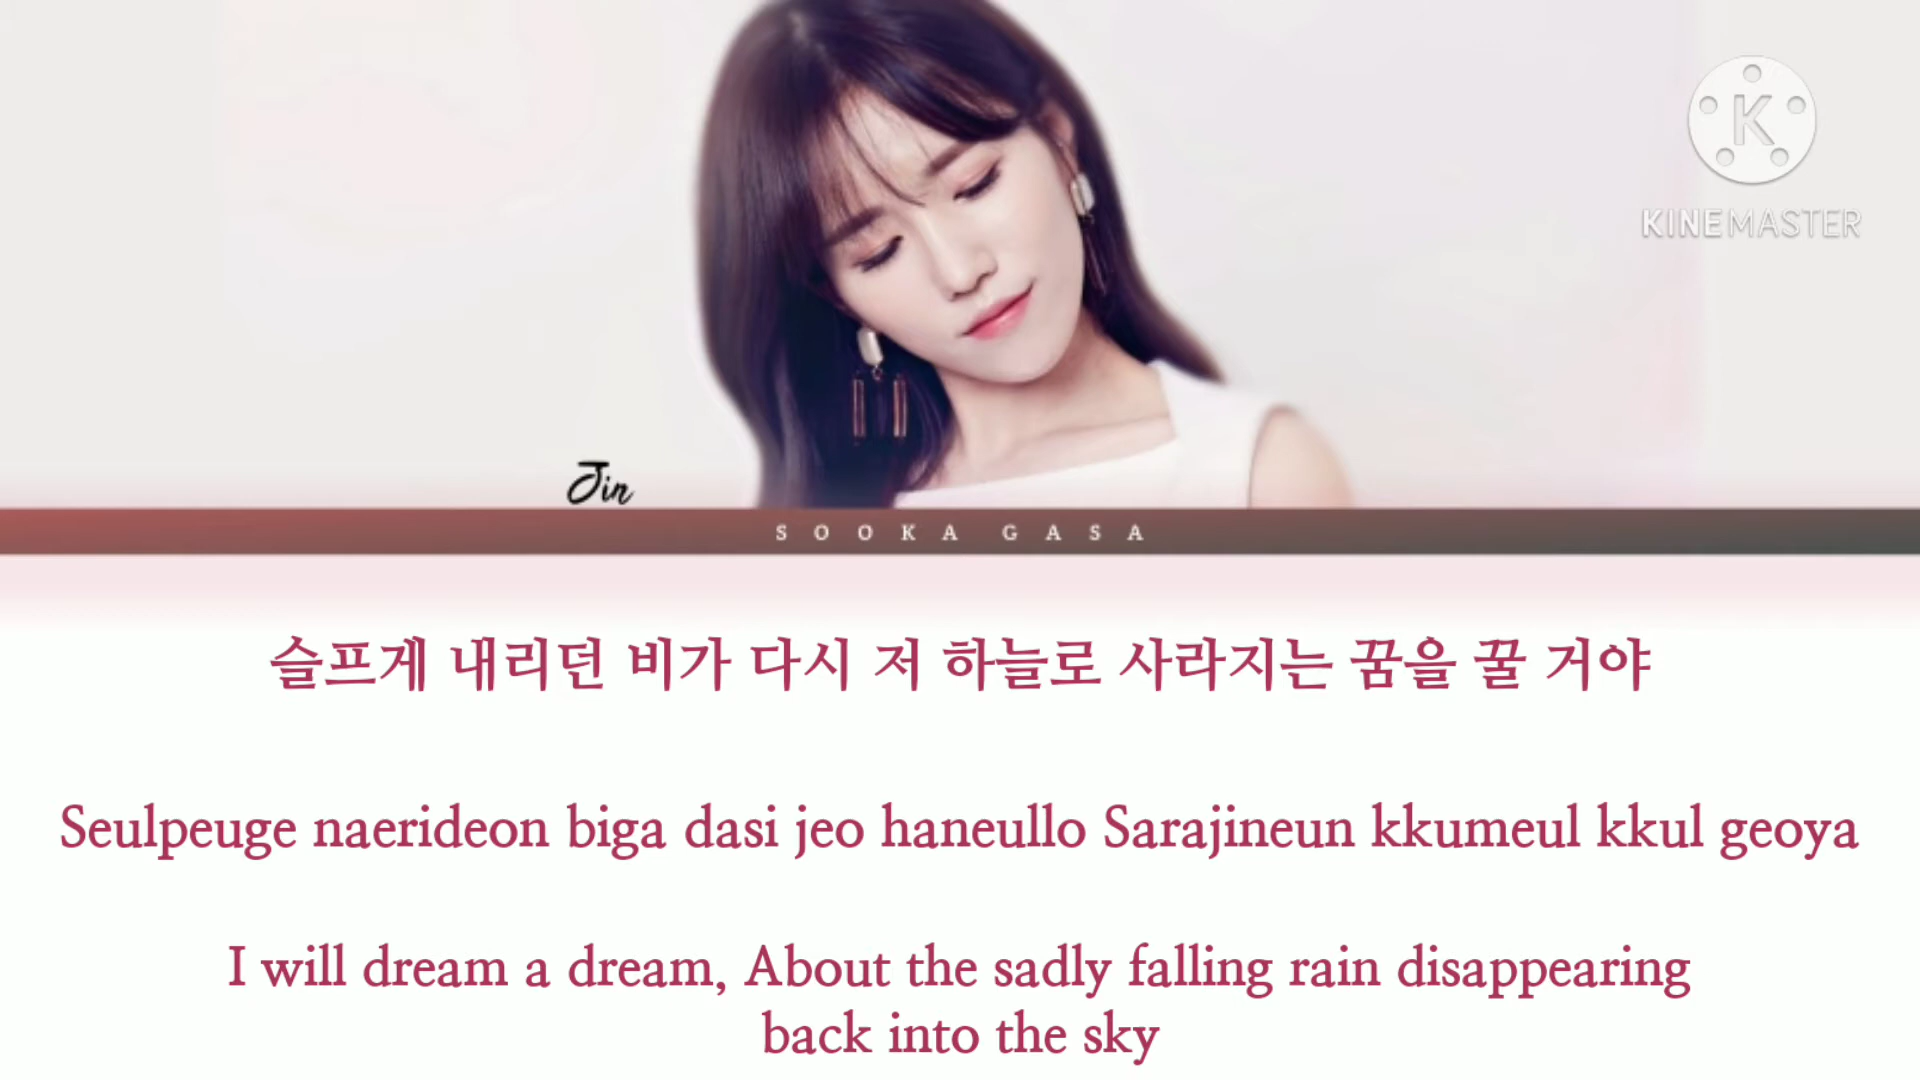 K
KINEMASTER
Jin
SOOKA GASA
슬프게 내리던 비가 다시 저 하늘로 사라지는 꿈을 꿀 거야
Seulpeuge naerideon biga dasi jeo haneullo Sarajineun kkumeul kkul geoya
I will dream a dream, About the sadly falling rain disappearing
back into the sky